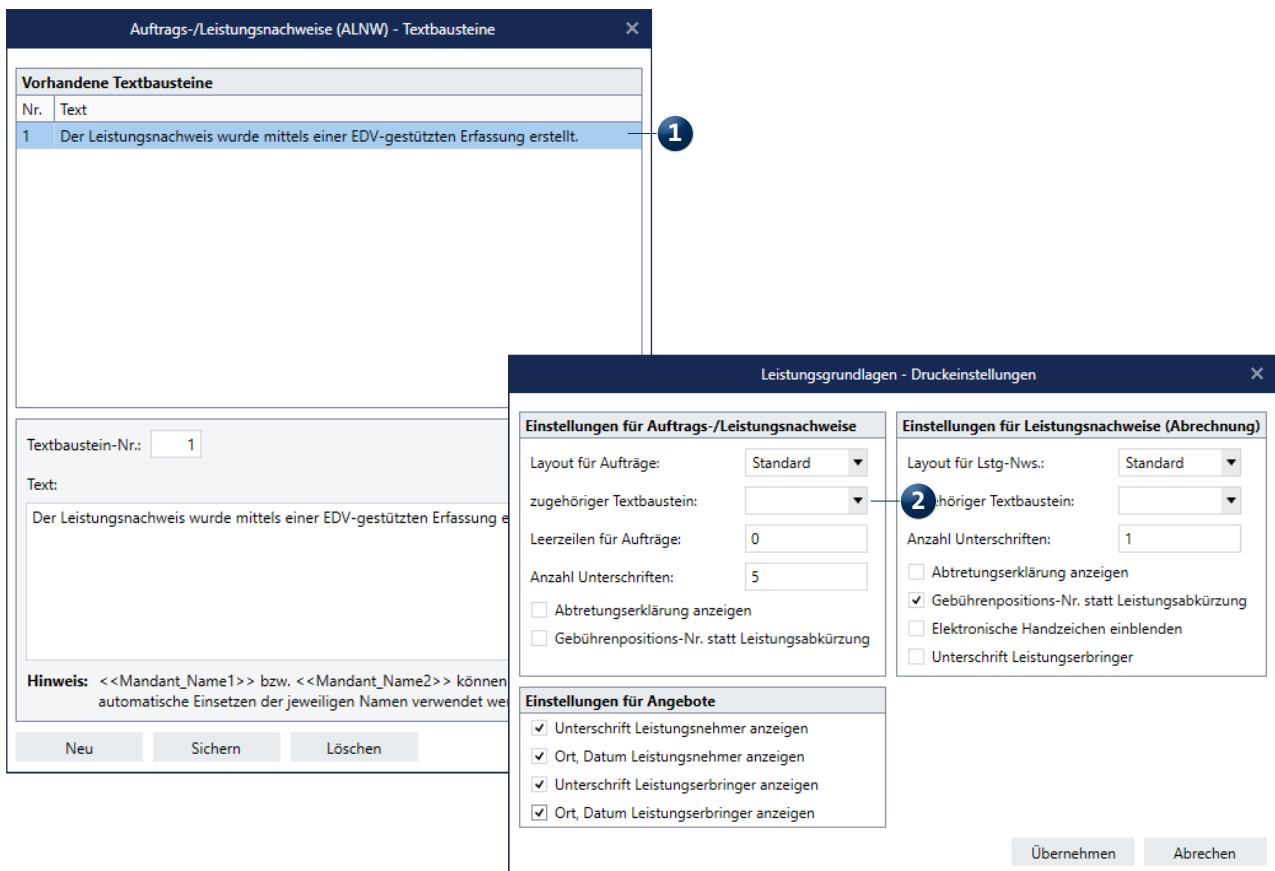 Auftrags-/Leistungsnachweise (ALNW) - Textbausteine
Vorhandene Textbausteine
Nr. Text
1 Der Leistungsnachweis wurde mittels einer EDV-gestützten Erfassung erstellt.
1
Textbaustein-Nr.: 1
Text:
Der Leistungsnachweis wurde mittels einer EDV-gestützten Erfassung
Hinweis: <<Mandant_Name1>> bzw. <<Mandant_Name2>> können
automatische Einsetzen der jeweiligen Namen verwendet
Neu Sichern Löschen
Leistungsgrundlagen - Druckeinstellungen
Einstellungen für Auftrags-/Leistungsnachweise
Layout für Aufträge: Standard
zugehöriger Textbaustein:
2
Leerzeilen für Aufträge: 0
Anzahl Unterschriften: 5
Abtretungserklärung anzeigen
Gebührenpositions-Nr. statt Leistungsabkürzung
Einstellungen für Leistungsnachweise (Abrechnung)
Layout für Lstg-Nws.: Standard
Textbaustein:
Anzahl Unterschriften: 1
Abtretungserklärung anzeigen
Gebührenpositions-Nr. statt Leistungsabkürzung
Elektronische Handzeichen einblenden
Unterschrift Leistungserbringer
Einstellungen für Angebote
Unterschrift Leistungsnehmer anzeigen
Ort, Datum Leistungsnehmer anzeigen
Unterschrift Leistungserbringer anzeigen
Ort, Datum Leistungserbringer anzeigen
Übernehmen Abrechen